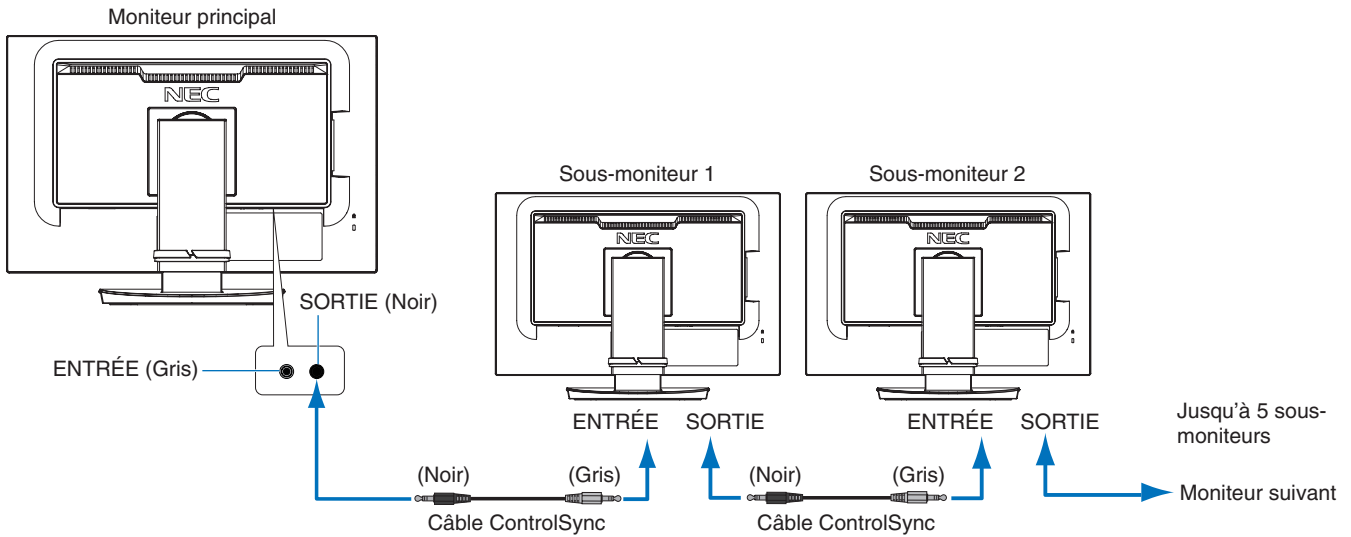 Moniteur principal
NEC
Sous-moniteur 1
Sous-moniteur 2
NEC
NEC
SORTIE (Noir)
ENTRÉE (Gris)
ENTRÉE
SORTIE
ENTRÉE
SORTIE
Jusqu'à 5 sous-
moniteurs
(Noir)
(Gris)
(Noir)
(Gris)
Moniteur suivant
Câble ControlSync
Câble ControlSync